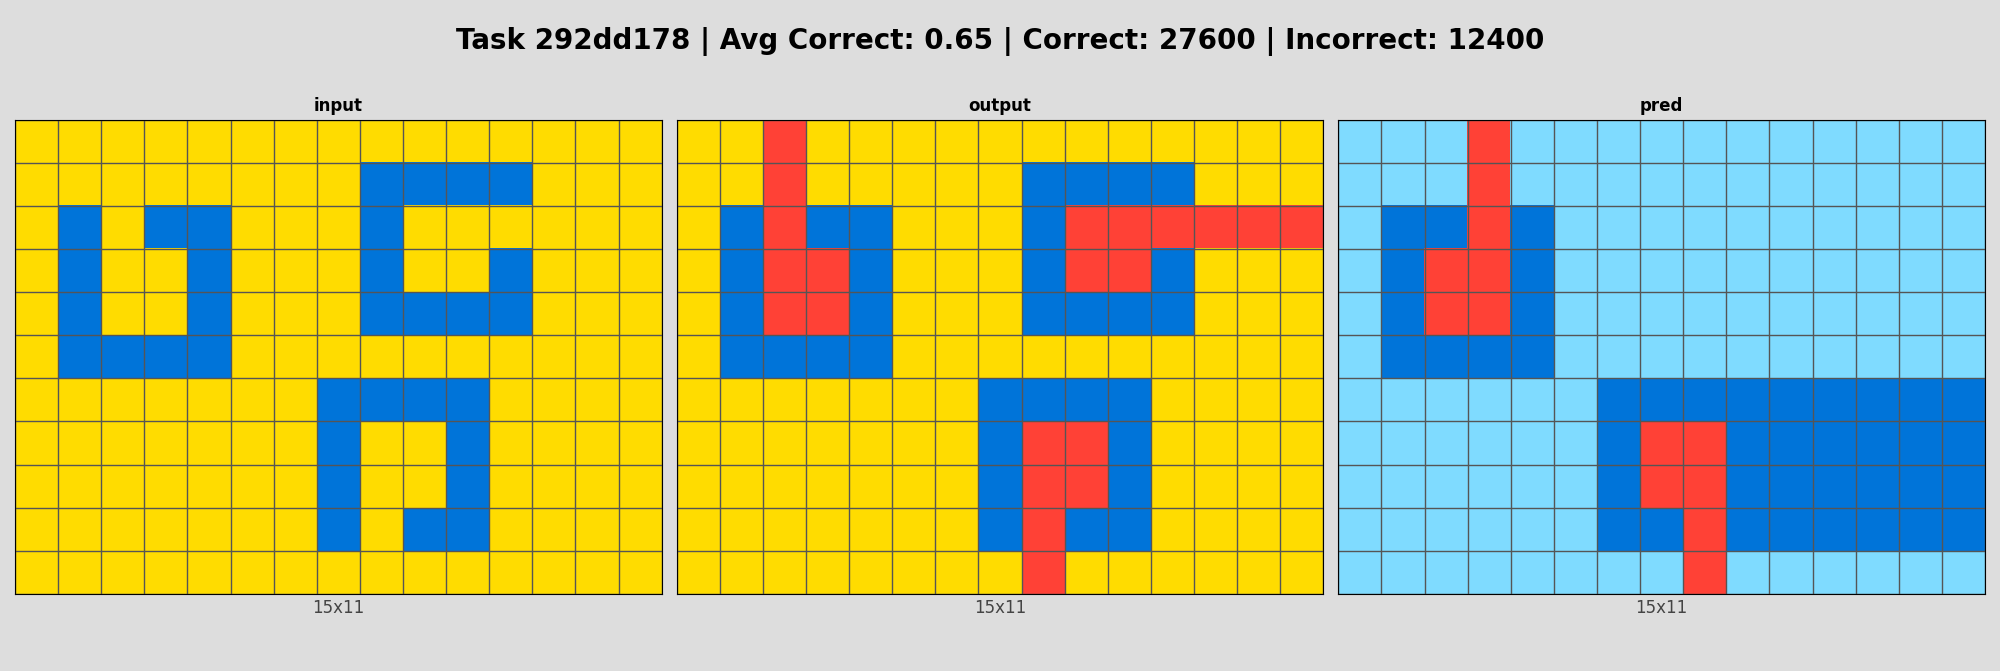 Task 292dd178 | Avg Correct: 0.65 | Correct: 27600 | Incorrect: 12400
input
output
pred
15x11
15x11
15x11